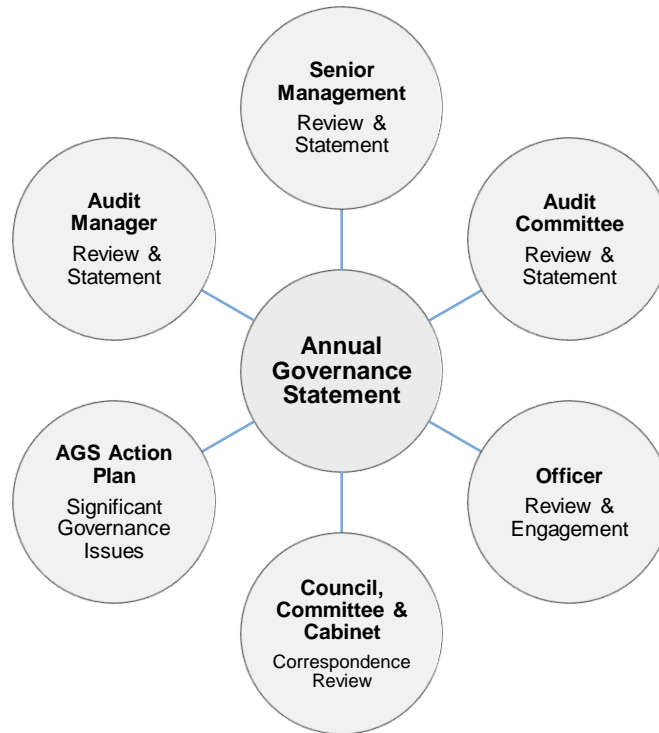 Senior
Management
Review &
Statement
Audit
Manager
Review &
Statement
Audit
Committee
Review &
Statement
Annual
Governance
Statement
AGS Action
Plan
Significant
Governance
Issues
Officer
Review &
Engagement
Council,
Committee &
Cabinet
Correspondence
Review